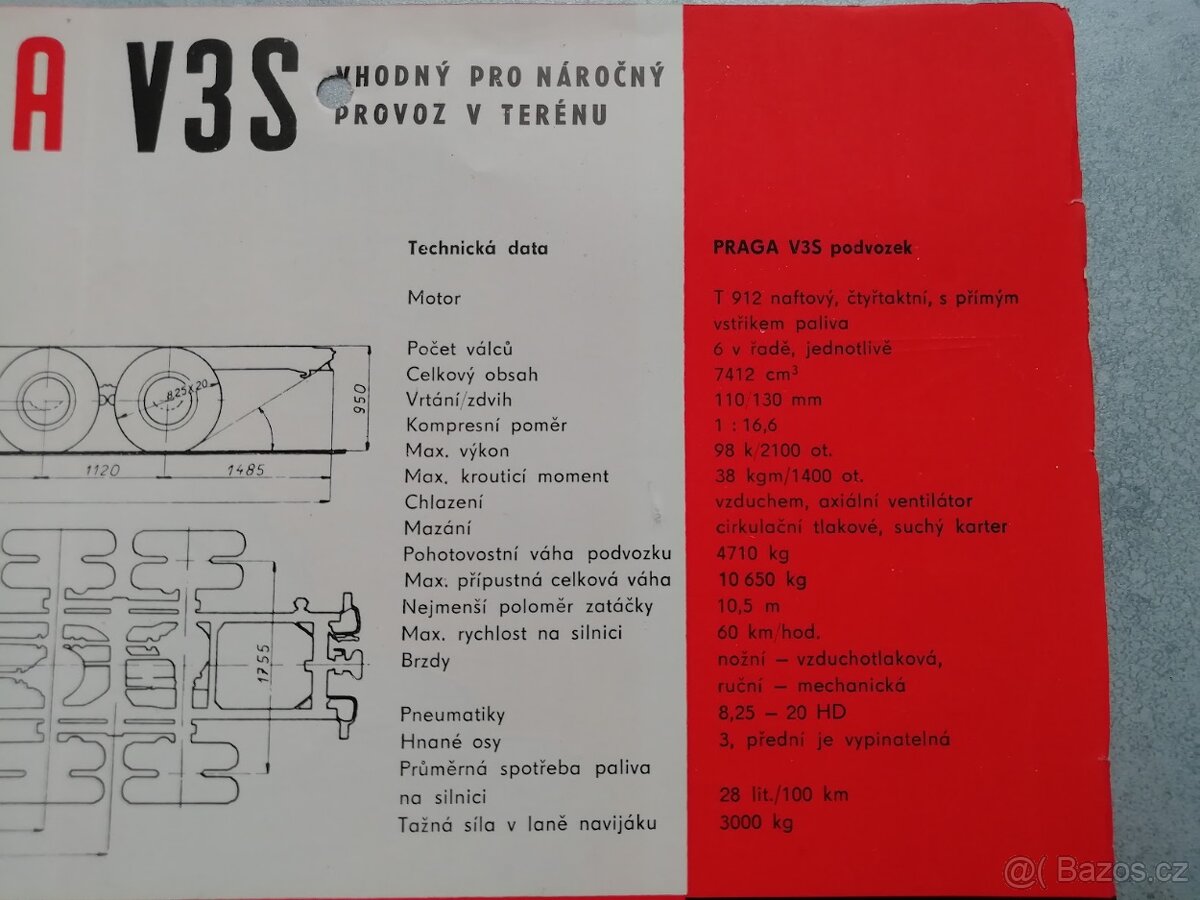 A V3S
VHODNÝ PRO NÁROČNÝ
PROVOZ V TERÉNU
Technická data PRAGA V3S podvozek
Motor T 912 naftový, čtyřtaktní, s přímým
vstřikem paliva
Počet válců 6 v řadě, jednotlivě
Celkový obsah 7412 cm³
Vrtání/zdvih 110/130 mm
Kompresní poměr 1 : 16,6
Max. výkon 98 k/2100 ot.
Max. krouticí moment 38 kgm/1400 ot.
Chlazení vzduchem, axiální ventilátor
Mazání cirkulační tlakové, suchý karter
Pohotovostní váha podvozku 4710 kg
Max. přípustná celková váha 10 650 kg
Nejmenší poloměr zatáčky 10,5 m
Max. rychlost na silnici 60 km/hod.
Brzdy nožní – vzduchotlaková,
ruční – mechanická
Pneumatiky 8,25 – 20 HD
Hnané osy 3, přední je vypinatelná
Průměrná spotřeba paliva
na silnici 28 lit./100 km
Tažná síla v laně navijáku 3000 kg
8,25×20
950
1120
1485
1755
@( Bazos.cz